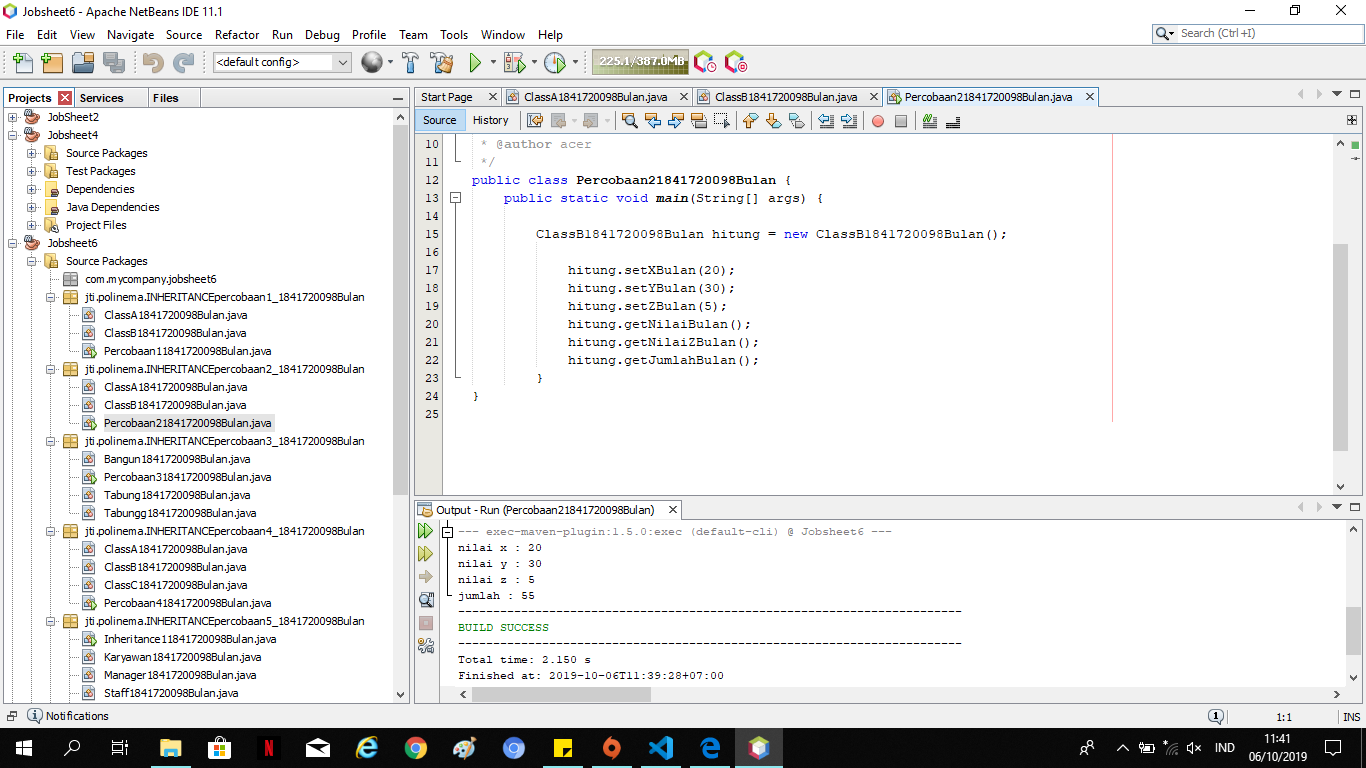 Jobsheet6 - Apache NetBeans IDE 11.1
File Edit View Navigate Source Refactor Run Debug Profile Team Tools Window Help
Search (Ctrl+I)
<default config>
225.1/387.0MB
Projects Services Files
JobSheet2
Jobsheet4
Source Packages
Test Packages
Dependencies
Java Dependencies
Project Files
Jobsheet6
Source Packages
com.mycompany.jobsheet6
jti.polinema.INHERITANCEpercobaan1_1841720098Bulan
ClassA1841720098Bulan.java
ClassB1841720098Bulan.java
Percobaan11841720098Bulan.java
jti.polinema.INHERITANCEpercobaan2_1841720098Bulan
ClassA1841720098Bulan.java
ClassB1841720098Bulan.java
Percobaan21841720098Bulan.java
jti.polinema.INHERITANCEpercobaan3_1841720098Bulan
Bangun1841720098Bulan.java
Percobaan31841720098Bulan.java
Tabung1841720098Bulan.java
Tabungg1841720098Bulan.java
jti.polinema.INHERITANCEpercobaan4_1841720098Bulan
ClassA1841720098Bulan.java
ClassB1841720098Bulan.java
ClassC1841720098Bulan.java
Percobaan41841720098Bulan.java
jti.polinema.INHERITANCEpercobaan5_1841720098Bulan
Inheritance11841720098Bulan.java
Karyawan1841720098Bulan.java
Manager1841720098Bulan.java
Staff1841720098Bulan.java
Start Page ClassA1841720098Bulan.java ClassB1841720098Bulan.java Percobaan21841720098Bulan.java
Source History
10 * @author acer
11 */
12 public class Percobaan21841720098Bulan {
13 public static void main(String[] args) {
14
15 ClassB1841720098Bulan hitung = new ClassB1841720098Bulan();
16
17 hitung.setXBulan(20);
18 hitung.setYBulan(30);
19 hitung.setZBulan(5);
20 hitung.getNilaiBulan();
21 hitung.getNilaiZBulan();
22 hitung.getJumlahBulan();
23 }
24 }
25
Output - Run (Percobaan21841720098Bulan)
--- exec-maven-plugin:1.5.0:exec (default-cli) @ Jobsheet6 ---
nilai x : 20
nilai y : 30
nilai z : 5
jumlah : 55
------------------------------------------------------------------------
BUILD SUCCESS
------------------------------------------------------------------------
Total time: 2.150 s
Finished at: 2019-10-06T11:39:28+07:00
Notifications
1:1 INS
IND
11:41
06/10/2019